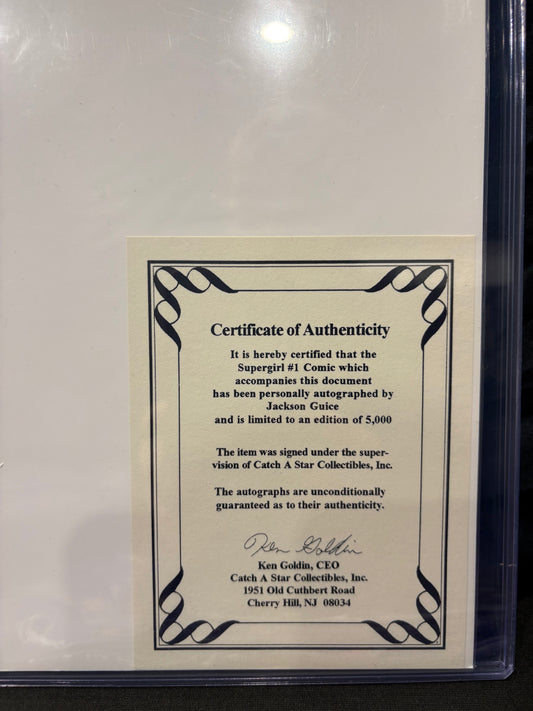 Certificate of Authenticity
It is hereby certified that the
Supergirl #1 Comic which
accompanies this document
has been personally autographed by
Jackson Guice
and is limited to an edition of 5,000
The item was signed under the super-
vision of Catch A Star Collectibles, Inc.
The autographs are unconditionally
guaranteed as to their authenticity.
Ken Goldin
Ken Goldin, CEO
Catch A Star Collectibles, Inc.
1951 Old Cuthbert Road
Cherry Hill, NJ 08034